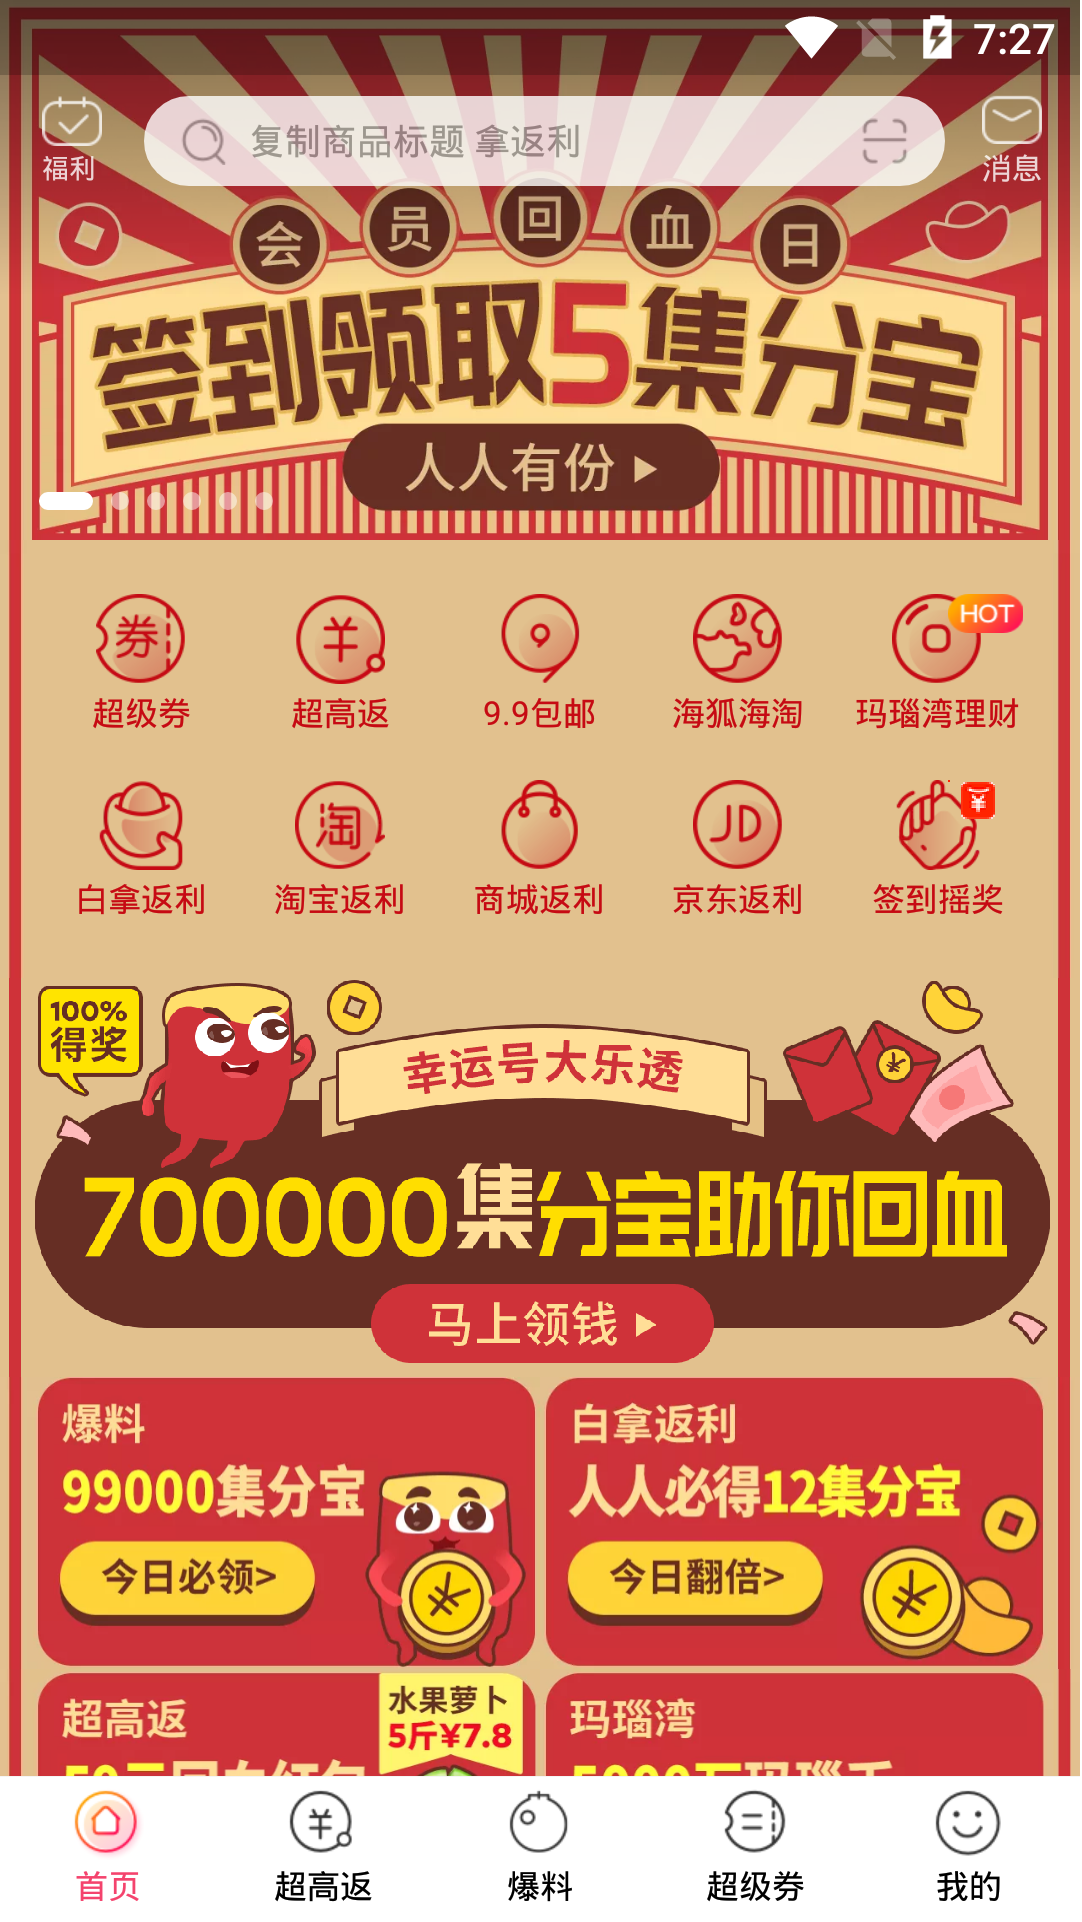 7:27
福利
复制商品标题 拿返利
消息
会员回血日
签到领取5集分宝
人人有份
券
HOT
超级券
超高返
9.9包邮
海狐海淘
玛瑙湾理财
淘
JD
白拿返利
淘宝返利
商城返利
京东返利
签到摇奖
100%
得奖
幸运号大乐透
700000集分宝助你回血
马上领钱
爆料
99000集分宝
今日必领>
白拿返利
人人必得12集分宝
今日翻倍>
超高返
水果萝卜
5斤¥7.8
玛瑙湾
首页
超高返
爆料
超级券
我的